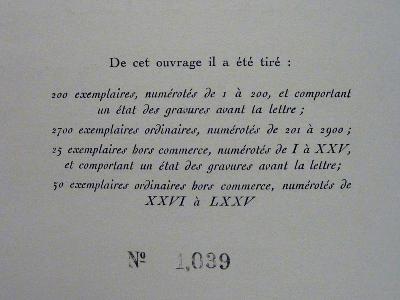 De cet ouvrage il a été tiré :
200 exemplaires, numérotés de 1 à 200, et comportant
un état des gravures avant la lettre ;
2700 exemplaires ordinaires, numérotés de 201 à 2900 ;
25 exemplaires hors commerce, numérotés de I à XXV,
et comportant un état des gravures avant la lettre;
50 exemplaires ordinaires hors commerce, numérotés de
XXVI à LXXV
Nº 1,039